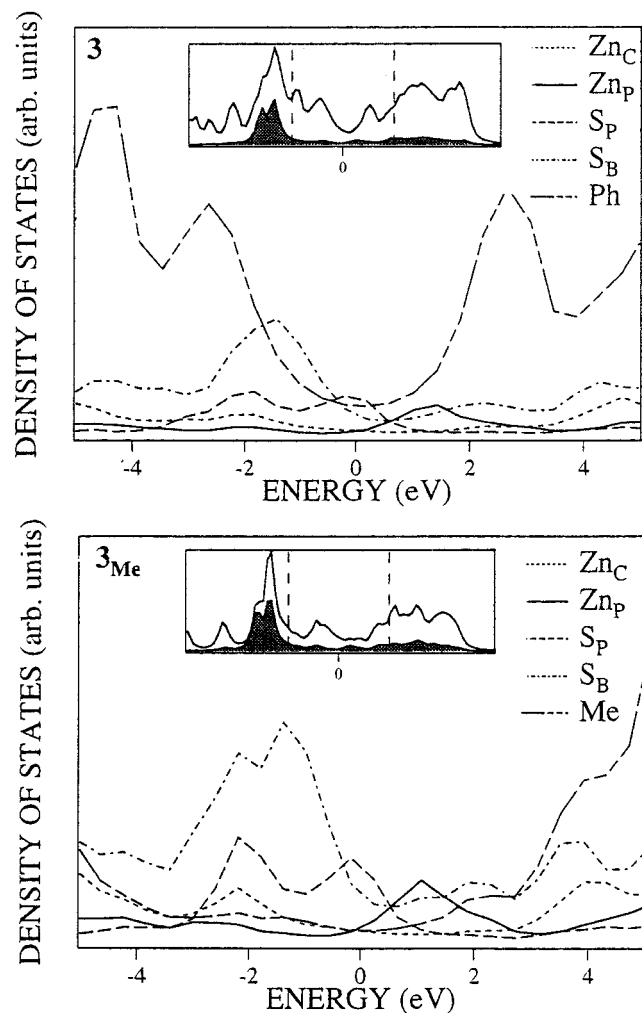 3
Zn_C
Zn_P
S_P
S_B
Ph
0
DENSITY OF STATES (arb. units)
-4 -2 0 2 4
ENERGY (eV)
3_Me
Zn_C
Zn_P
S_P
S_B
Me
0
DENSITY OF STATES (arb. units)
-4 -2 0 2 4
ENERGY (eV)